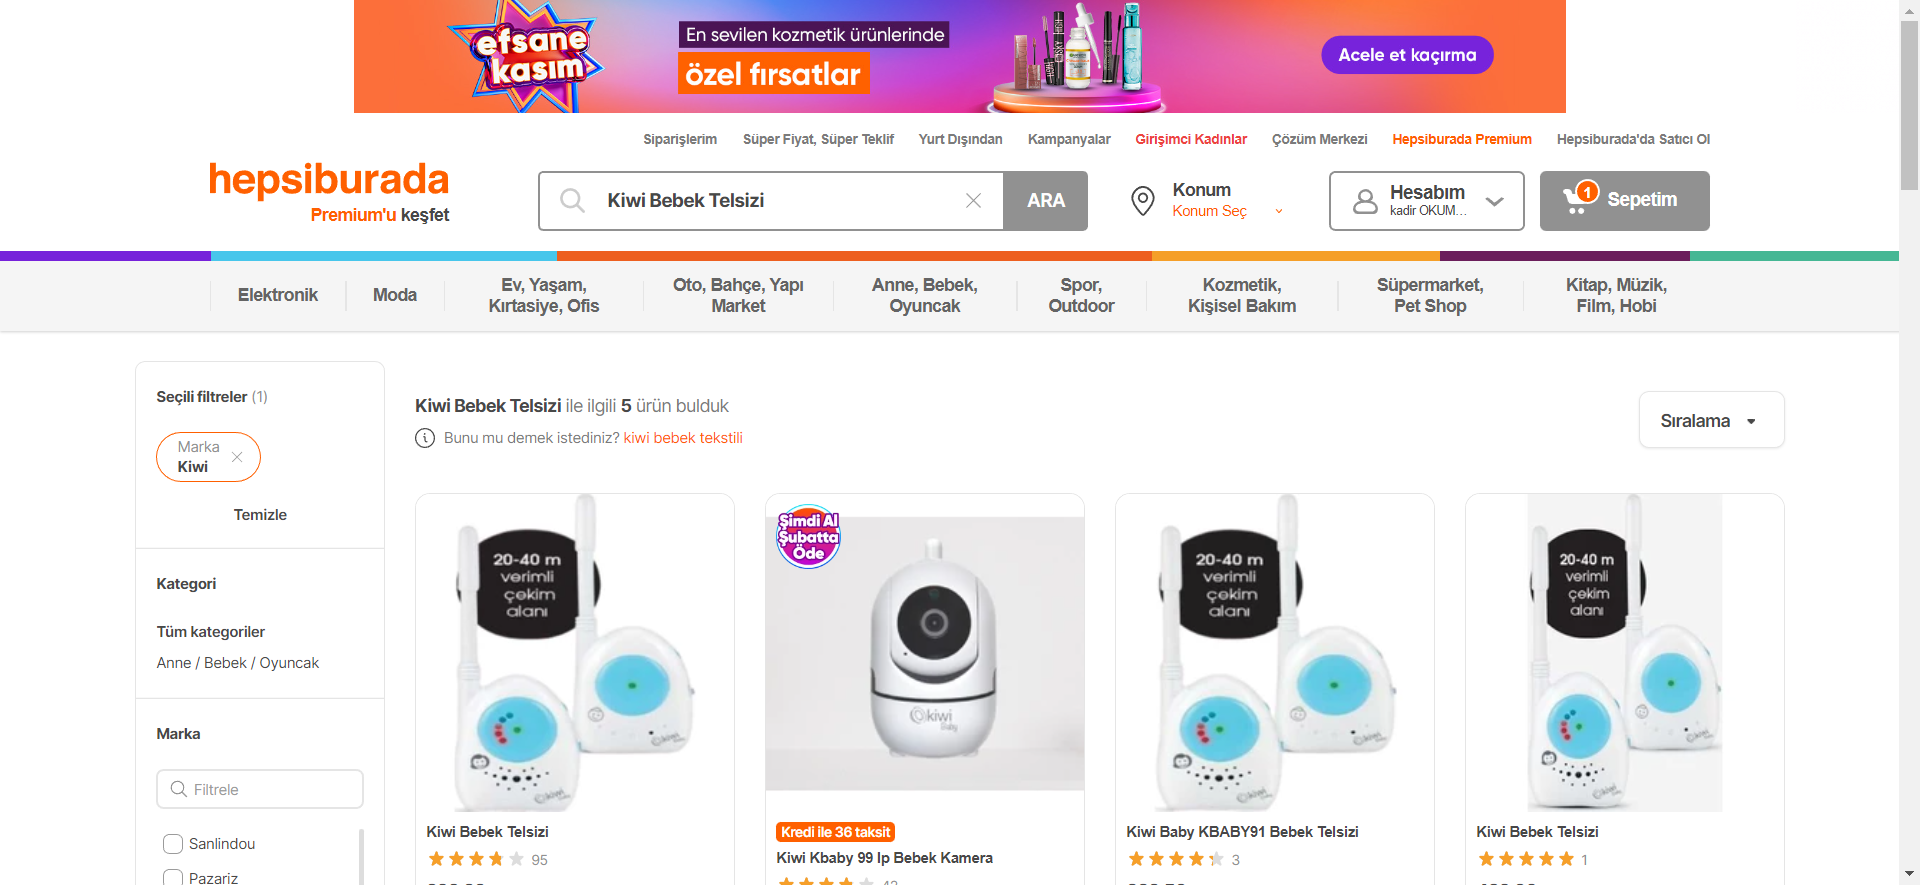 efsane
kasım
En sevilen kozmetik ürünlerinde
özel fırsatlar
Acele et kaçırma
Siparişlerim
Süper Fiyat, Süper Teklif
Yurt Dışından
Kampanyalar
Girişimci Kadınlar
Çözüm Merkezi
Hepsiburada Premium
Hepsiburada'da Satıcı Ol
hepsiburada
Premium'u keşfet
Kiwi Bebek Telsizi
ARA
Konum
Konum Seç
Hesabım
kadir OKUM...
1
Sepetim
Elektronik
Moda
Ev, Yaşam,
Kırtasiye, Ofis
Oto, Bahçe, Yapı
Market
Anne, Bebek,
Oyuncak
Spor,
Outdoor
Kozmetik,
Kişisel Bakım
Süpermarket,
Pet Shop
Kitap, Müzik,
Film, Hobi
Seçili filtreler (1)
Marka
Kiwi
Temizle
Kategori
Tüm kategoriler
Anne / Bebek / Oyuncak
Marka
Filtrele
Sanlindou
Pazariz
Kiwi Bebek Telsizi ile ilgili 5 ürün bulduk
Bunu mu demek istediniz? kiwi bebek tekstili
Sıralama
20-40 m
verimli
çekim
alanı
kiwi
Kiwi Bebek Telsizi
95
Şimdi Al
Şubatta
Öde
kiwi
Baby
Kredi ile 36 taksit
Kiwi Kbaby 99 Ip Bebek Kamera
20-40 m
verimli
çekim
alanı
kiwi
Kiwi Baby KBABY91 Bebek Telsizi
3
20-40 m
verimli
çekim
alanı
kiwi
Kiwi Bebek Telsizi
1